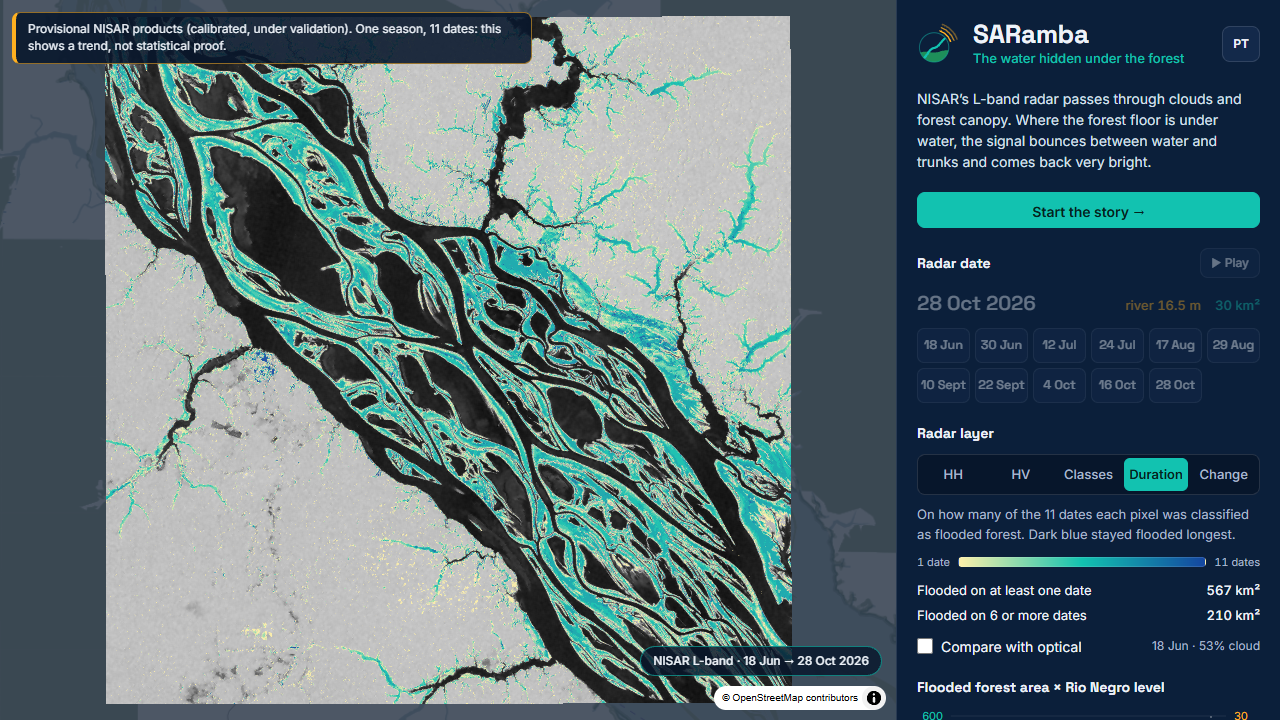 Provisional NISAR products (calibrated, under validation). One season, 11 dates: this
shows a trend, not statistical proof.
SARamba
The water hidden under the forest
PT
NISAR's L-band radar passes through clouds and
forest canopy. Where the forest floor is under
water, the signal bounces between water and
trunks and comes back very bright.
Start the story →
Radar date
▶ Play
28 Oct 2026
river 16.5 m 30 km²
18 Jun 30 Jun 12 Jul 24 Jul 17 Aug 29 Aug
10 Sept 22 Sept 4 Oct 16 Oct 28 Oct
Radar layer
HH HV Classes Duration Change
On how many of the 11 dates each pixel was classified
as flooded forest. Dark blue stayed flooded longest.
1 date 11 dates
Flooded on at least one date 567 km²
Flooded on 6 or more dates 210 km²
Compare with optical 18 Jun · 53% cloud
Flooded forest area × Rio Negro level
600 30
NISAR L-band · 18 Jun → 28 Oct 2026
© OpenStreetMap contributors